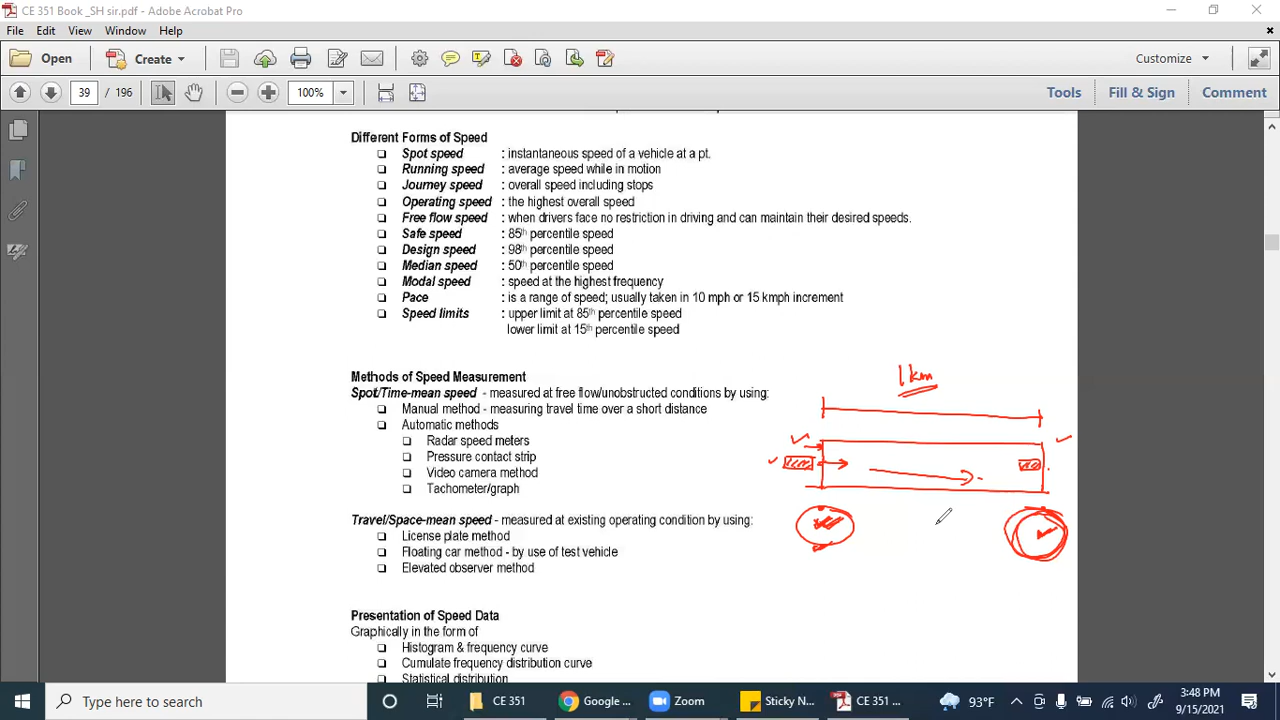 CE 351 Book _SH sir.pdf - Adobe Acrobat Pro
File Edit View Window Help
Open Create Customize
39 / 196 100% Tools Fill & Sign Comment
Different Forms of Speed
Spot speed : instantaneous speed of a vehicle at a pt.
Running speed : average speed while in motion
Journey speed : overall speed including stops
Operating speed : the highest overall speed
Free flow speed : when drivers face no restriction in driving and can maintain their desired speeds.
Safe speed : 85th percentile speed
Design speed : 98th percentile speed
Median speed : 50th percentile speed
Modal speed : speed at the highest frequency
Pace : is a range of speed; usually taken in 10 mph or 15 kmph increment
Speed limits : upper limit at 85th percentile speed
lower limit at 15th percentile speed
Methods of Speed Measurement
1 km
Spot/Time-mean speed - measured at free flow/unobstructed conditions by using:
Manual method - measuring travel time over a short distance
Automatic methods
Radar speed meters
Pressure contact strip
Video camera method
Tachometer/graph
Travel/Space-mean speed - measured at existing operating condition by using:
License plate method
Floating car method - by use of test vehicle
Elevated observer method
Presentation of Speed Data
Graphically in the form of
Histogram & frequency curve
Cumulate frequency distribution curve
Statistical distribution
Type here to search CE 351 Google ... Zoom Sticky N... CE 351 ... 93°F 3:48 PM
9/15/2021